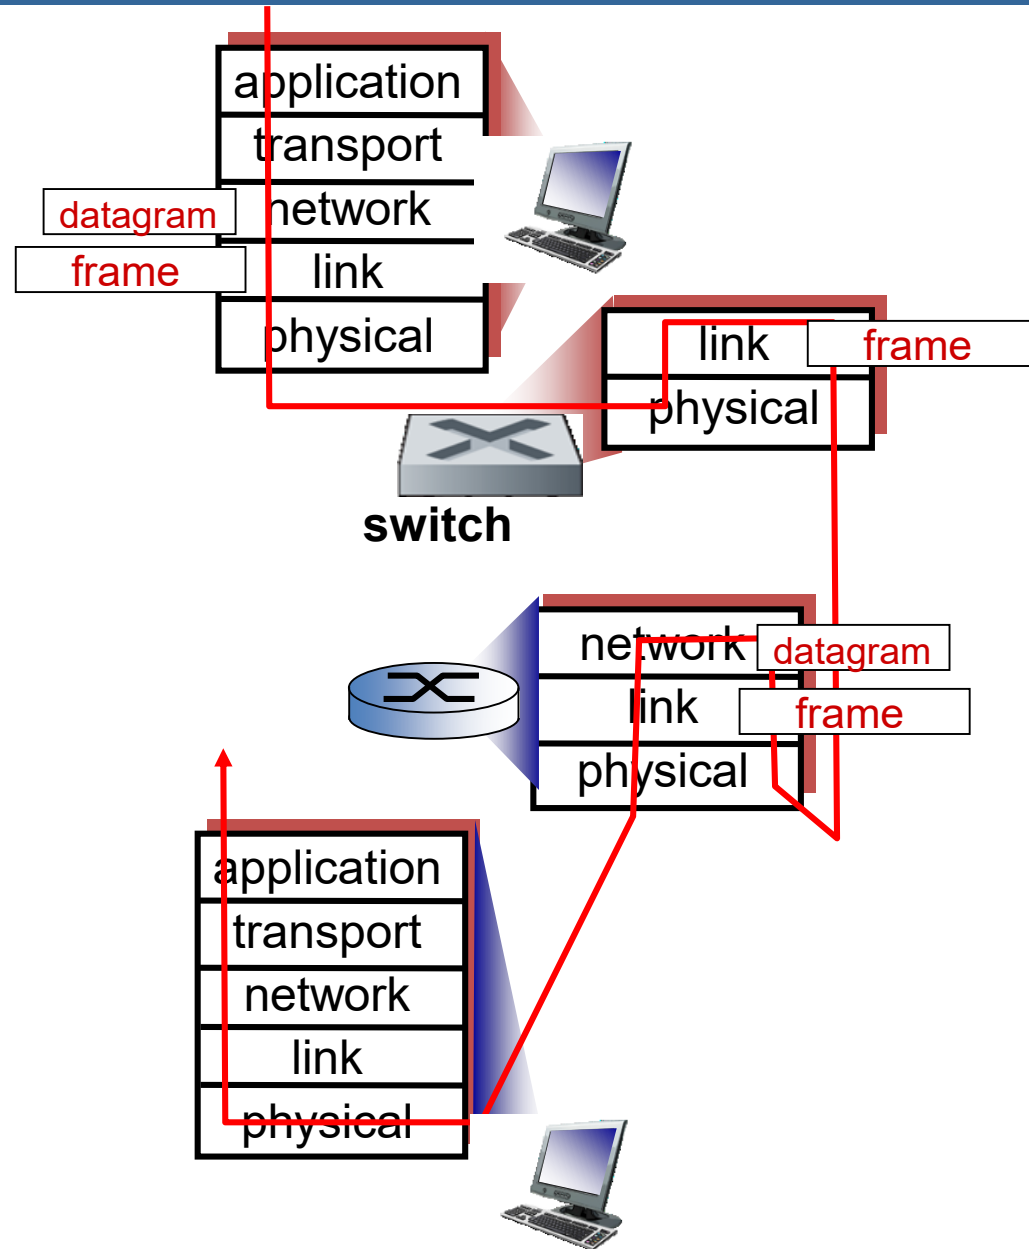 application
transport
datagram
network
frame
link
physical
link
frame
physical
switch
network
datagram
link
frame
physical
application
transport
network
link
physical